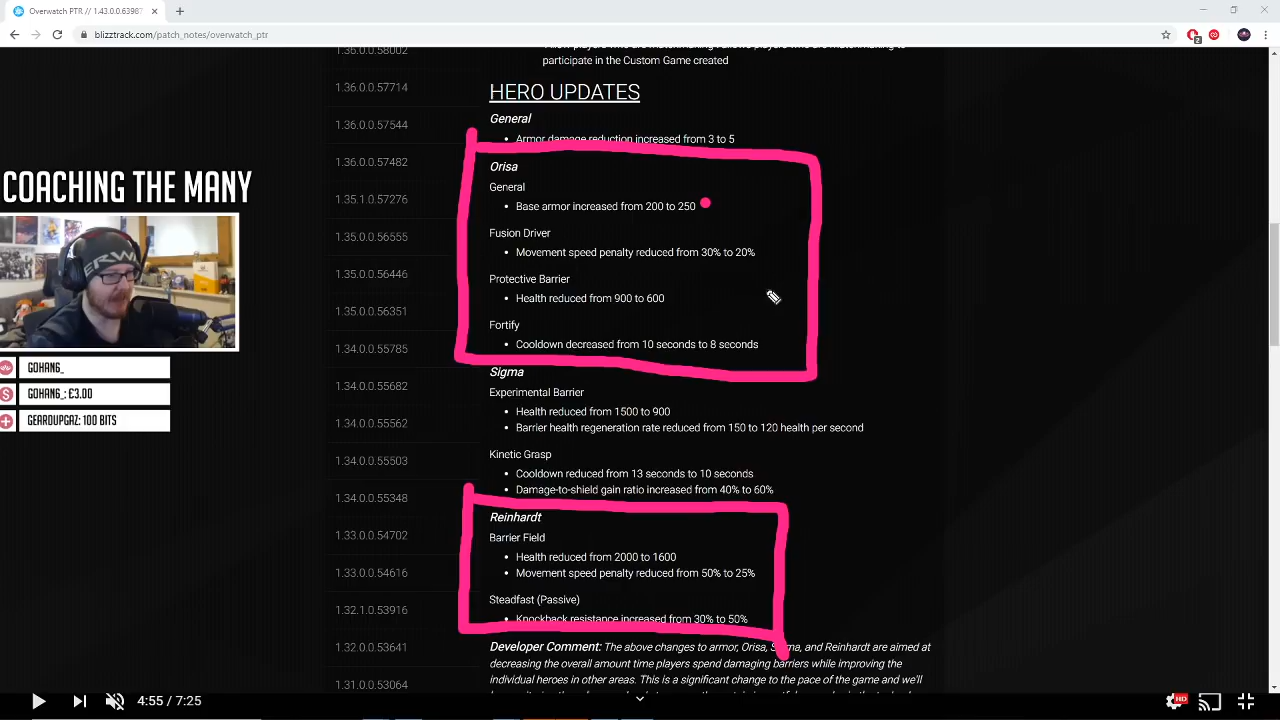 Overwatch PTR // 1.43.0.0.6398
blizztrack.com/patch_notes/overwatch_ptr
2
1.36.0.0.58002
participate in the Custom Game created
1.36.0.0.57714
HERO UPDATES
1.36.0.0.57544
General
• Armor damage reduction increased from 3 to 5
1.36.0.0.57482
Orisa
General
1.35.1.0.57276
• Base armor increased from 200 to 250
COACHING THE MANY
1.35.0.0.56555
Fusion Driver
• Movement speed penalty reduced from 30% to 20%
1.35.0.0.56446
Protective Barrier
• Health reduced from 900 to 600
1.35.0.0.56351
Fortify
• Cooldown decreased from 10 seconds to 8 seconds
1.34.0.0.55785
GOHAN6_
GOHAN6_: £3.00
GEARDUPGAZ: 100 BITS
Sigma
1.34.0.0.55682
Experimental Barrier
• Health reduced from 1500 to 900
1.34.0.0.55562
• Barrier health regeneration rate reduced from 150 to 120 health per second
Kinetic Grasp
1.34.0.0.55503
• Cooldown reduced from 13 seconds to 10 seconds
• Damage-to-shield gain ratio increased from 40% to 60%
1.34.0.0.55348
Reinhardt
1.33.0.0.54702
Barrier Field
• Health reduced from 2000 to 1600
1.33.0.0.54616
• Movement speed penalty reduced from 50% to 25%
Steadfast (Passive)
1.32.1.0.53916
• Knockback resistance increased from 30% to 50%
1.32.0.0.53641
Developer Comment: The above changes to armor, Orisa, and Reinhardt are aimed at
decreasing the overall amount time players spend damaging barriers while improving the
1.31.0.0.53064
individual heroes in other areas. This is a significant change to the pace of the game and we'll
4:55 / 7:25
HD